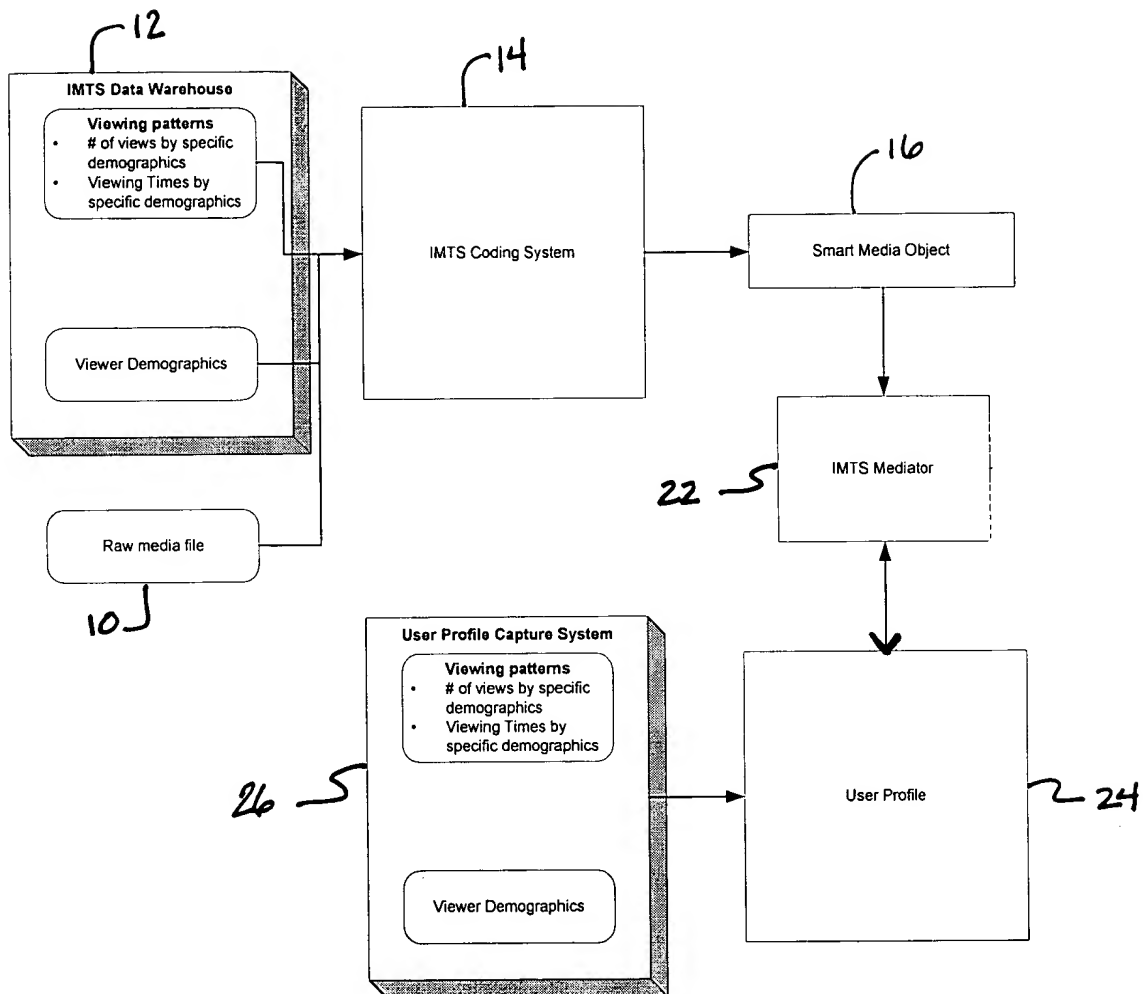 12
IMTS Data Warehouse
Viewing patterns
• # of views by specific
demographics
• Viewing Times by
specific demographics
Viewer Demographics
14
IMTS Coding System
16
Smart Media Object
22
IMTS Mediator
Raw media file
10
User Profile Capture System
Viewing patterns
• # of views by specific
demographics
• Viewing Times by
specific demographics
26
Viewer Demographics
User Profile
24